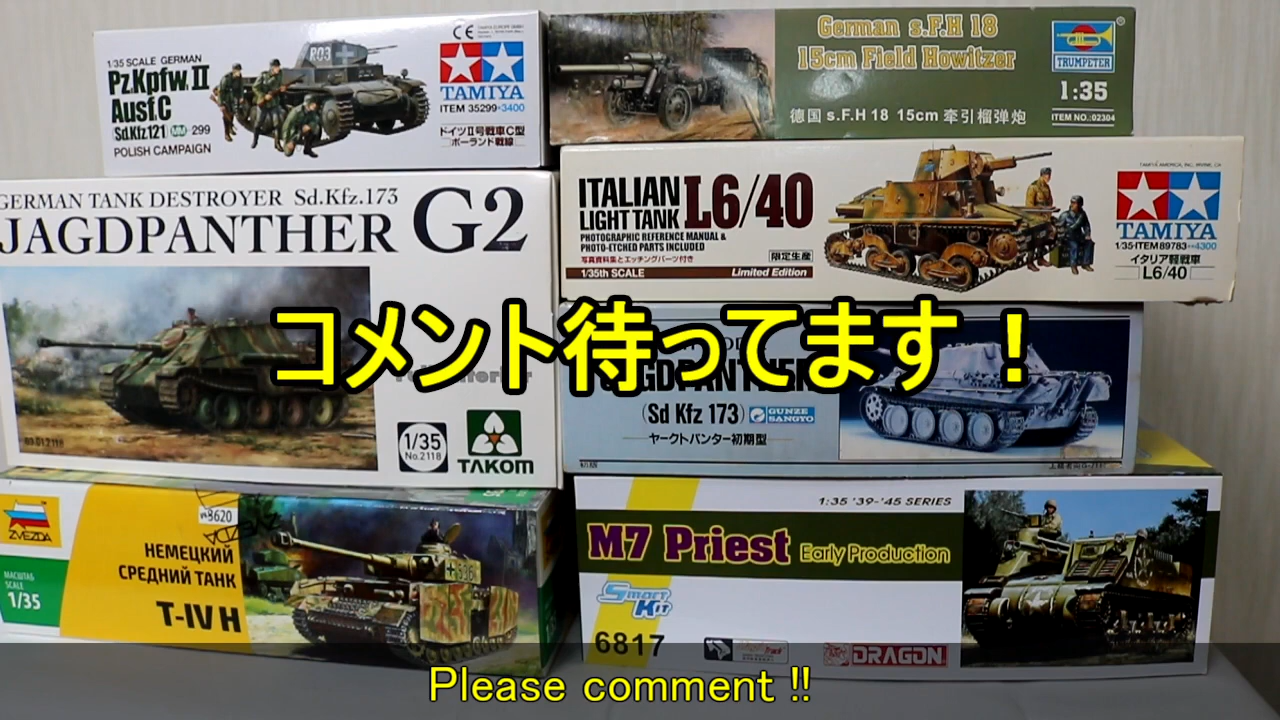 1/35 SCALE GERMAN
Pz.Kpfw.II
Ausf.C
Sd.Kfz.121 MM 299
POLISH CAMPAIGN
R03
CE
TAMIYA
ITEM 35299 3400
ドイツII号戦車C型
ポーランド戦線
German s.F.H 18
15cm Field Howitzer
TRUMPETER
1:35
德国 s.F.H 18 15cm 牵引榴弹炮
ITEM NO.:02304
GERMAN TANK DESTROYER Sd.Kfz.173
JAGDPANTHER G2
1/35
No.2118
TAKOM
ITALIAN
LIGHT TANK L6/40
PHOTOGRAPHIC REFERENCE MANUAL &
PHOTO-ETCHED PARTS INCLUDED
写真資料集とエッチングパーツ付き
限定生産
1/35th SCALE Limited Edition
TAMIYA
1/35 ITEM 89783 4300
イタリア軽戦車
L6/40
コメント待ってます！
(Sd Kfz 173) GUNZE SANGYO
ヤークトパンター初期型
ZVEZDA
3620
НЕМЕЦКИЙ
СРЕДНИЙ ТАНК
T-IV H
МАСШТАБ
SCALE
1/35
1:35 '39-'45 SERIES
M7 Priest Early Production
Smart Kit
6817
DRAGON
Please comment !!